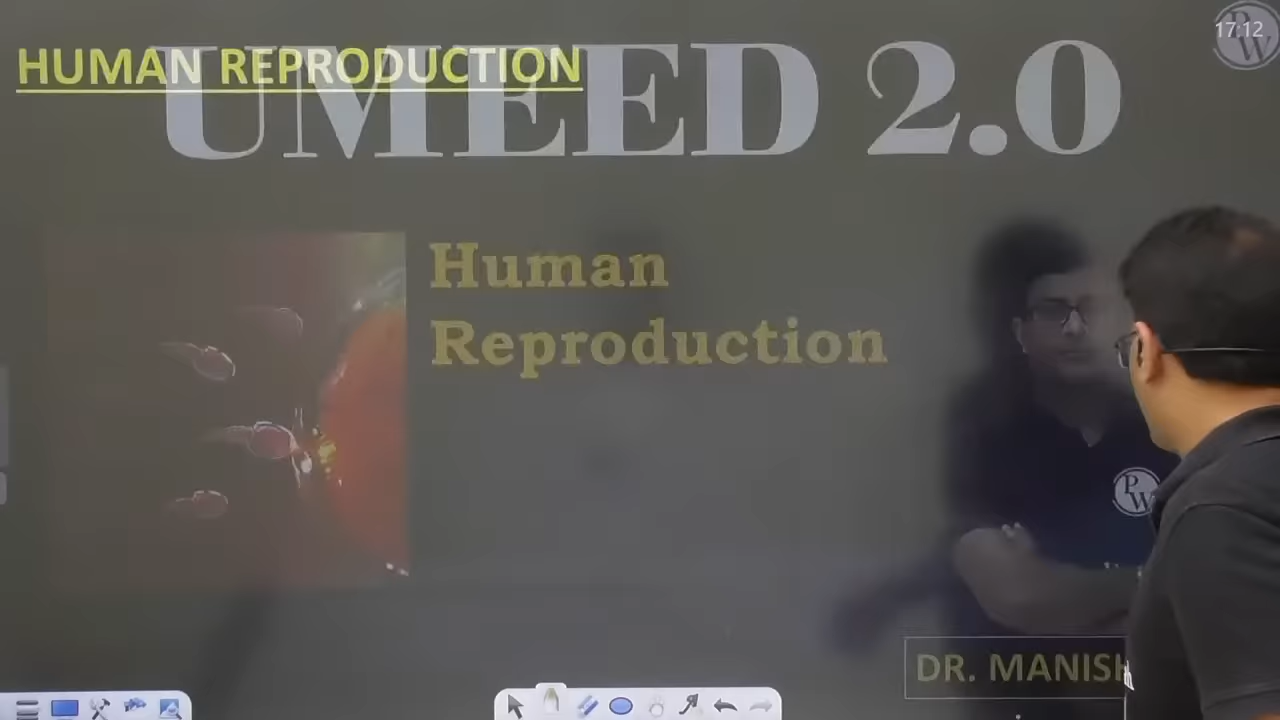 HUMAN REPRODUCTION
UMEED 2.0
17:12
PW
Human
Reproduction
PW
DR. MANISH